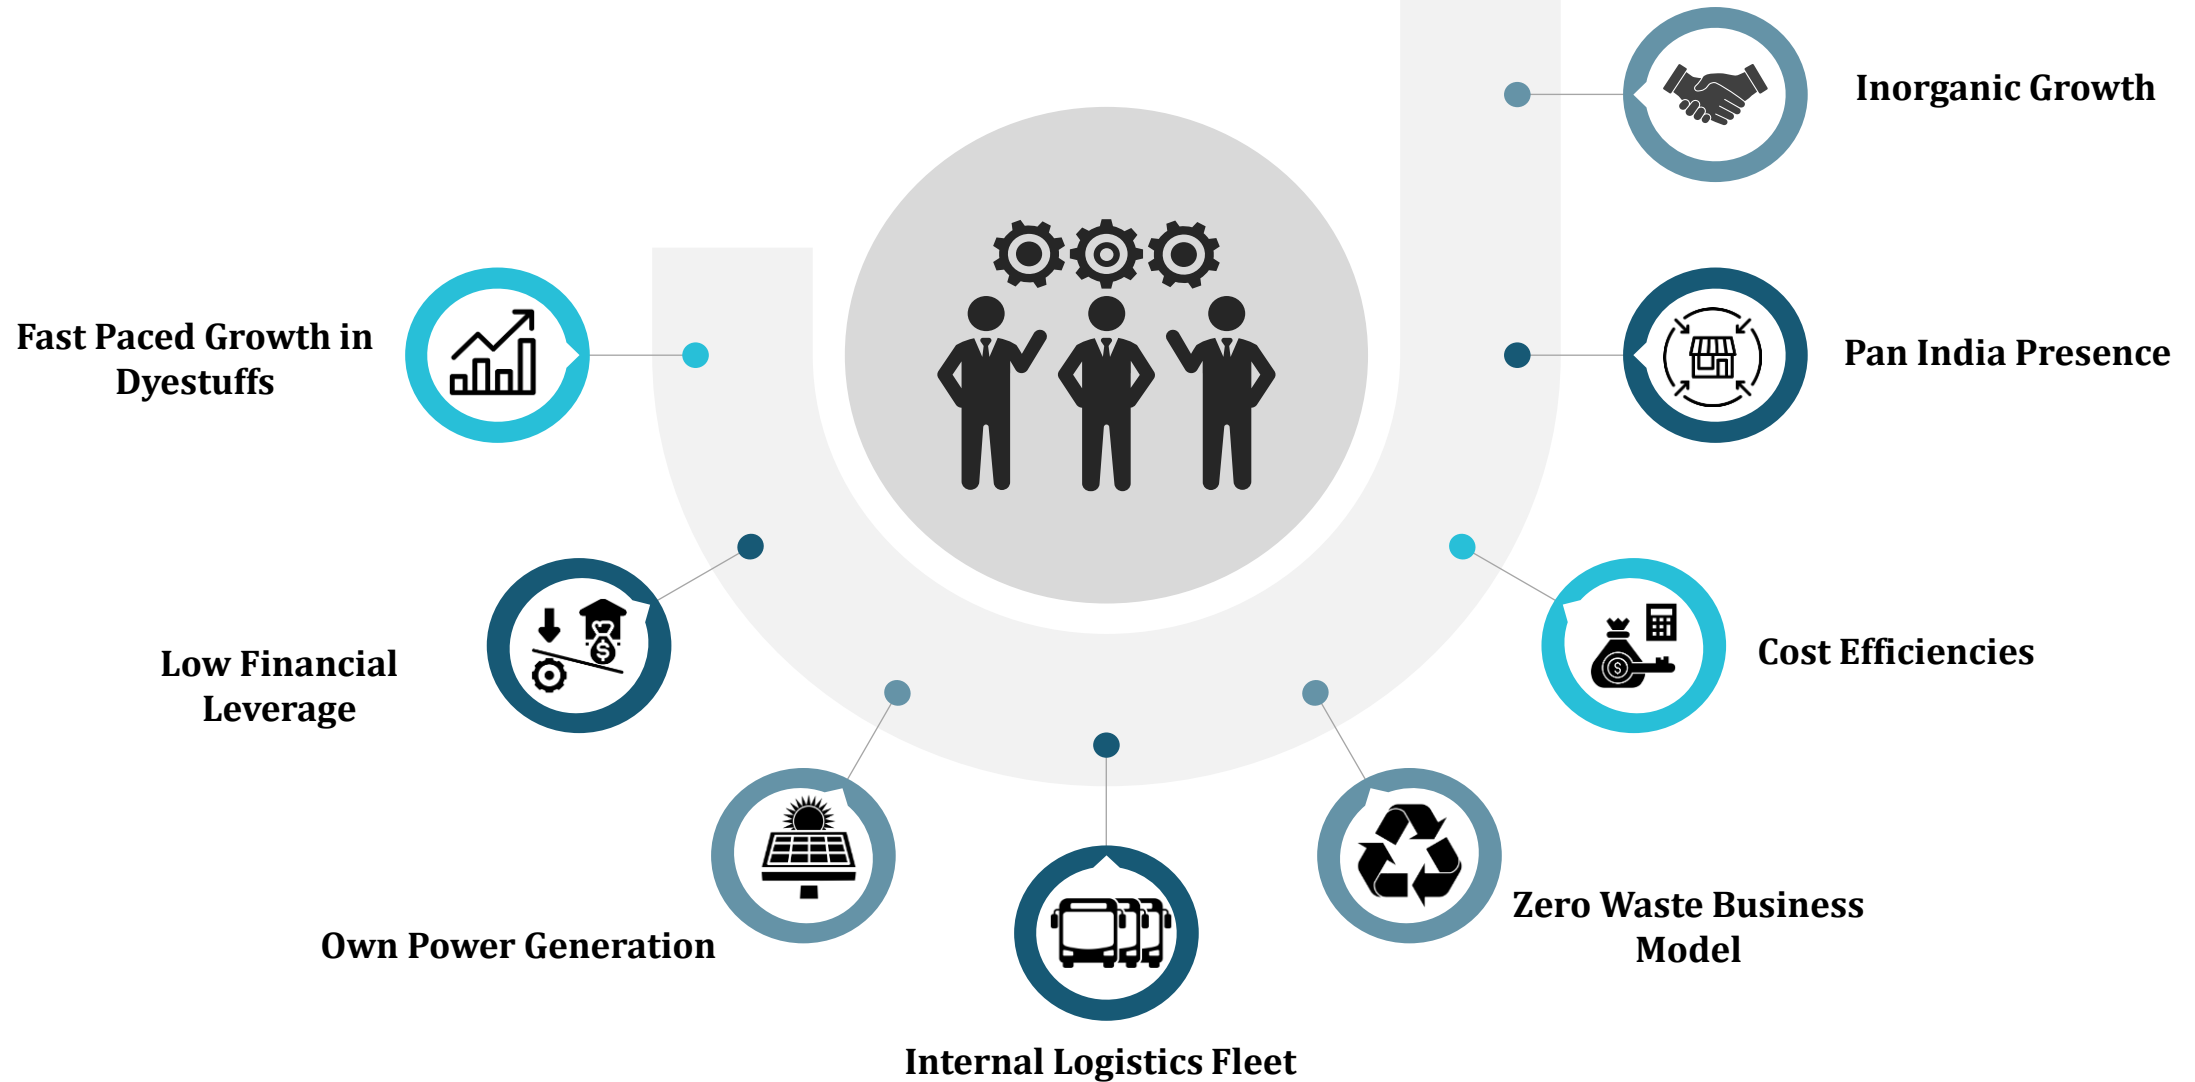 Inorganic Growth
Fast Paced Growth in
Dyestuffs
Pan India Presence
Low Financial
Leverage
Cost Efficiencies
Own Power Generation
Zero Waste Business
Model
Internal Logistics Fleet